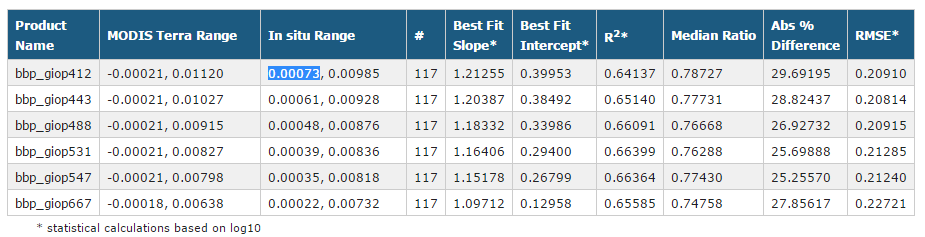 Product Name MODIS Terra Range In situ Range # Best Fit Slope* Best Fit Intercept* R²* Median Ratio Abs % Difference RMSE*
bbp_giop412 -0.00021, 0.01120 0.00073, 0.00985 117 1.21255 0.39953 0.64137 0.78727 29.69195 0.20910
bbp_giop443 -0.00021, 0.01027 0.00061, 0.00928 117 1.20387 0.38492 0.65140 0.77731 28.82437 0.20814
bbp_giop488 -0.00021, 0.00915 0.00048, 0.00876 117 1.18332 0.33986 0.66091 0.76668 26.92732 0.20915
bbp_giop531 -0.00021, 0.00827 0.00039, 0.00836 117 1.16406 0.29400 0.66399 0.76288 25.69888 0.21285
bbp_giop547 -0.00021, 0.00798 0.00035, 0.00818 117 1.15178 0.26799 0.66364 0.77430 25.25570 0.21240
bbp_giop667 -0.00018, 0.00638 0.00022, 0.00732 117 1.09712 0.12958 0.65585 0.74758 27.85617 0.22721
* statistical calculations based on log10